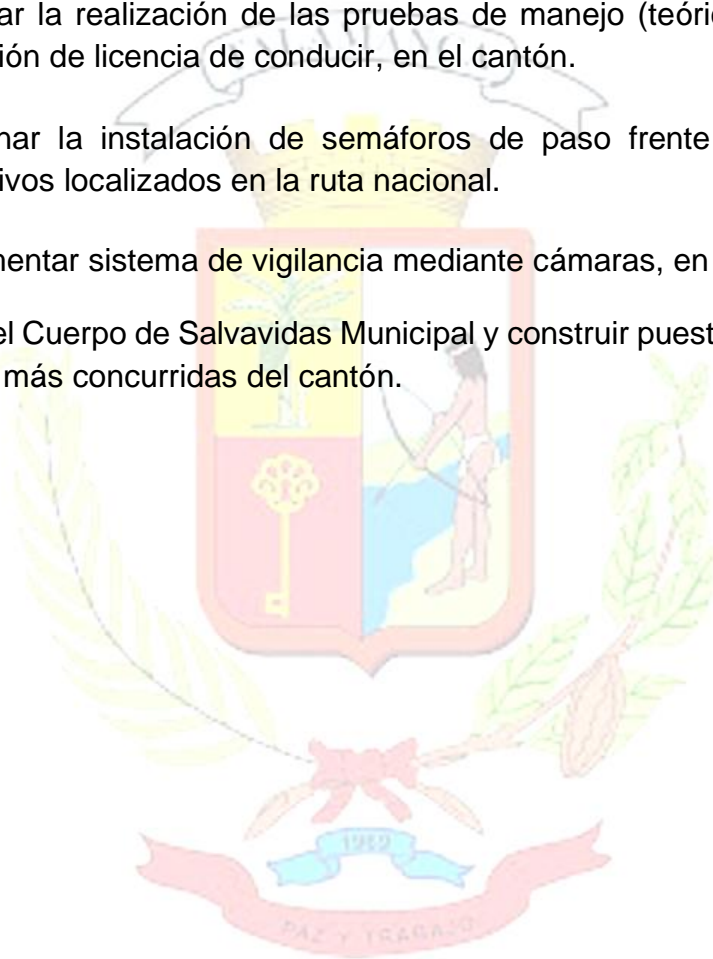 ar la realización de las pruebas de manejo (teóric
ión de licencia de conducir, en el cantón.
nar la instalación de semáforos de paso frente
ivos localizados en la ruta nacional.
nentar sistema de vigilancia mediante cámaras, en
el Cuerpo de Salvavidas Municipal y construir puest
más concurridas del cantón.
TALAMANCA
1969
PAZ Y TRABAJO